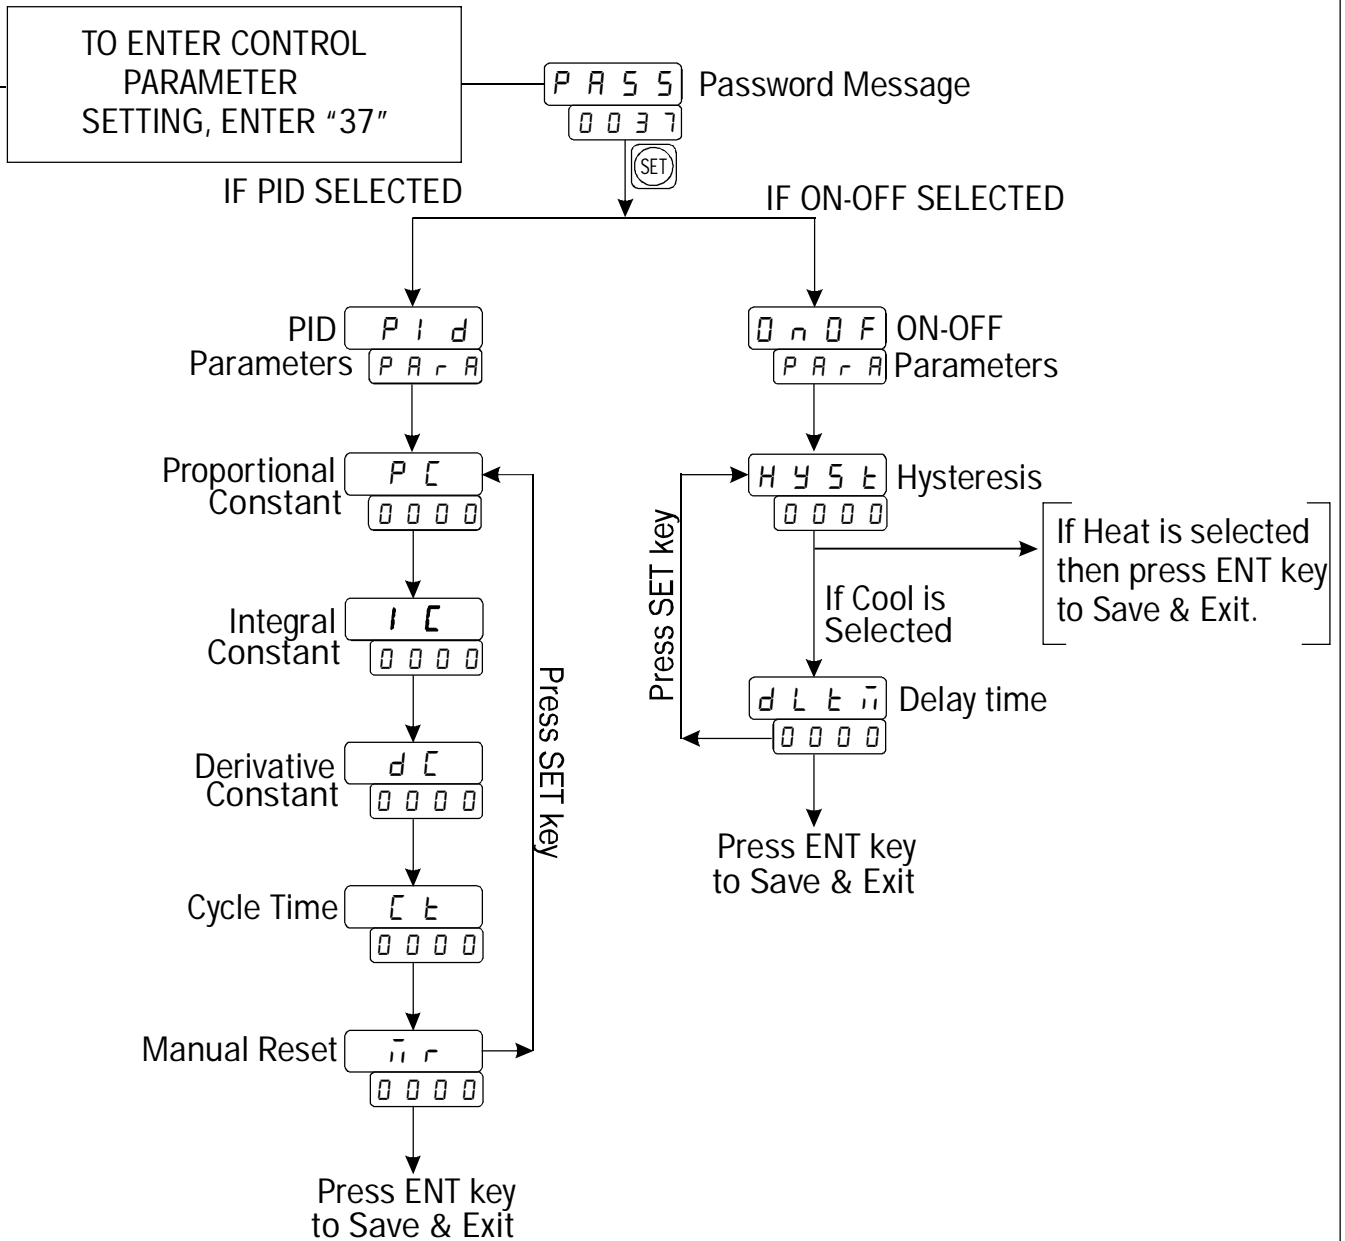 TO ENTER CONTROL
PARAMETER
SETTING, ENTER “37”
PASS
Password Message
0037
SET
IF PID SELECTED
IF ON-OFF SELECTED
PID
PId
Parameters
PArA
OnOF
ON-OFF
PArA
Parameters
Proportional
Constant
PC
0000
HYSt
Hysteresis
0000
If Heat is selected
then press ENT key
to Save & Exit.
Press SET key
If Cool is
Selected
Integral
Constant
IC
0000
Press SET key
dLtm
Delay time
0000
Derivative
Constant
dC
0000
Press ENT key
to Save & Exit
Cycle Time
Ct
0000
Manual Reset
mr
0000
Press ENT key
to Save & Exit